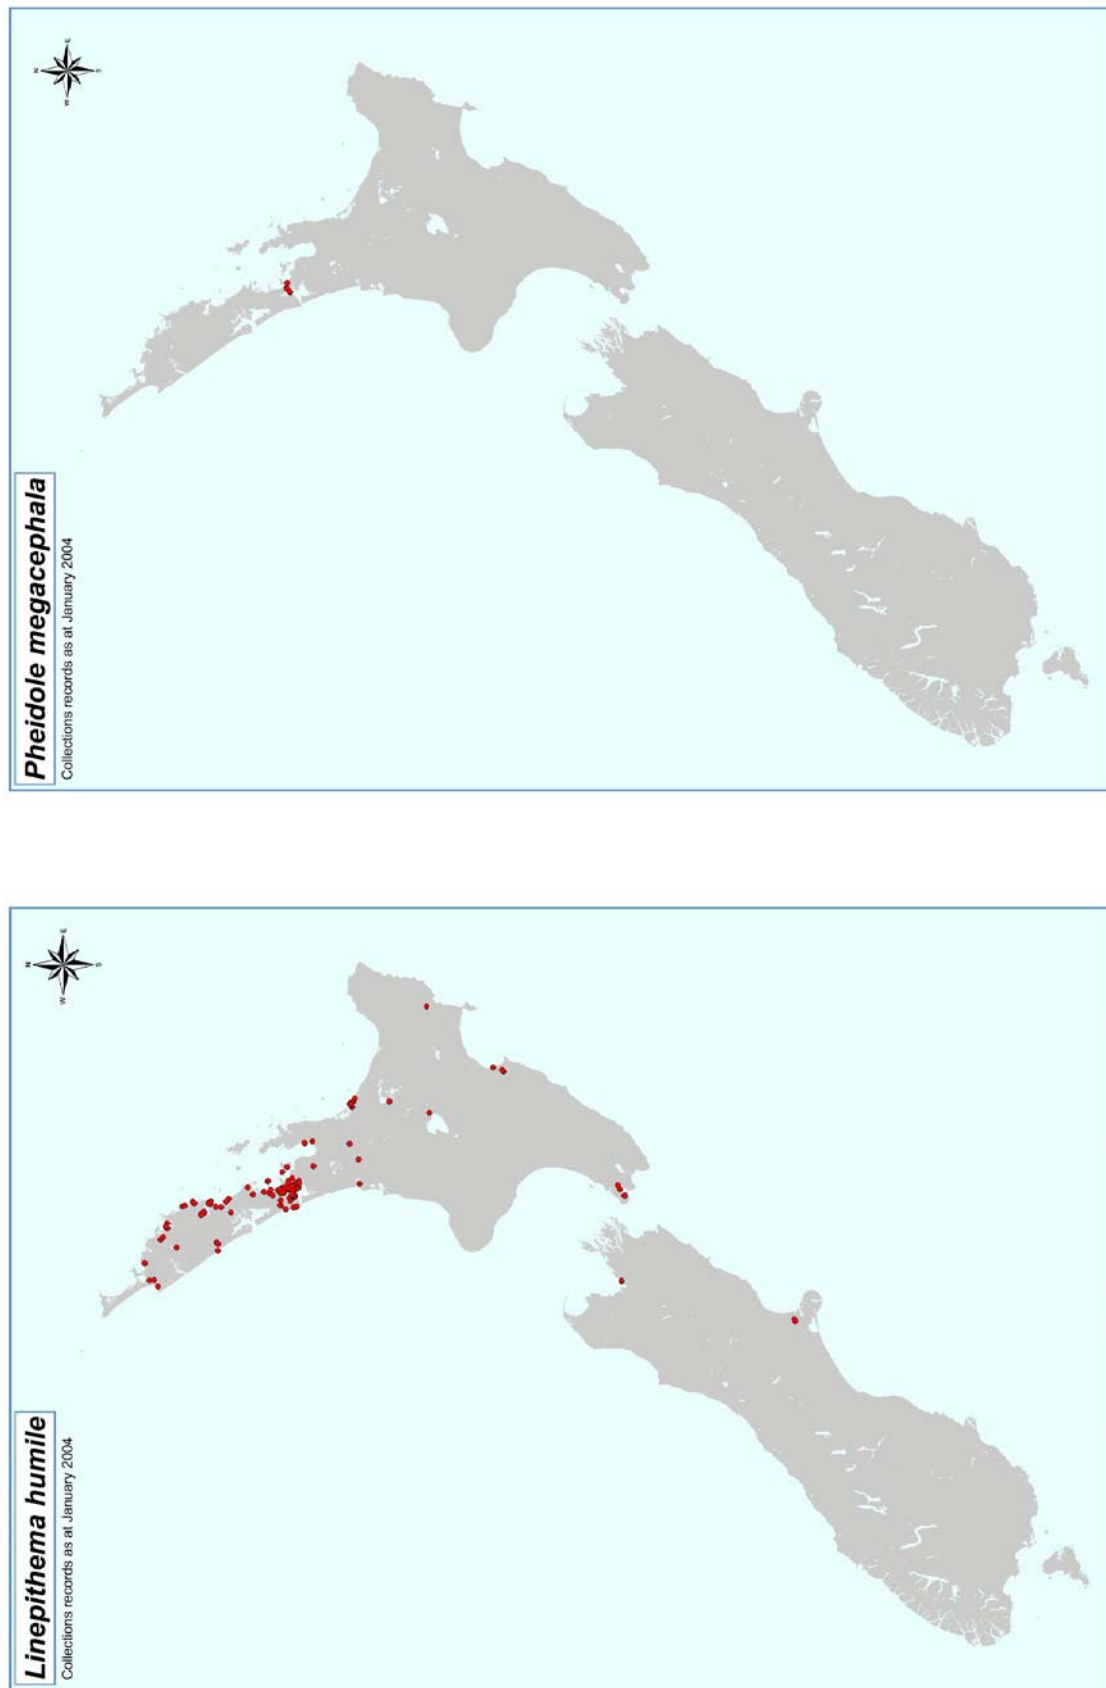 Linepithema humile
Collections records as at January 2004
N
W
E
S
Pheidole megacephala
Collections records as at January 2004
N
W
E
S